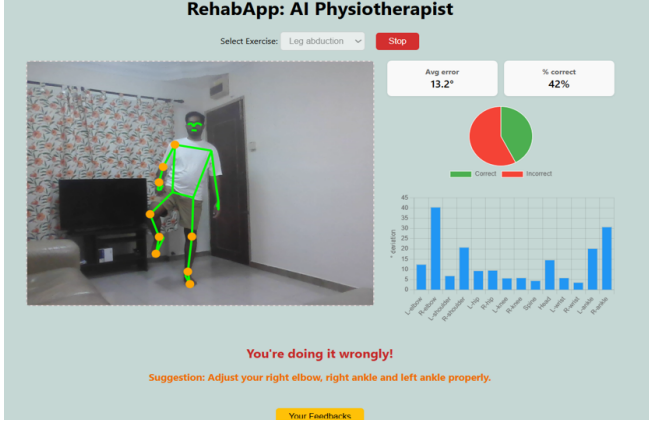 RehabApp: AI Physiotherapist
Select Exercise: Leg abduction Stop
Avg error
13.2°
% correct
42%
Correct Incorrect
45
40
35
30
25
20
15
10
5
0
° deviation
L-elbow
R-elbow
L-shoulder
R-shoulder
L-hip
R-hip
L-knee
R-knee
Spine
Head
L-wrist
R-wrist
L-ankle
R-ankle
You're doing it wrongly!
Suggestion: Adjust your right elbow, right ankle and left ankle properly.
Your Feedbacks